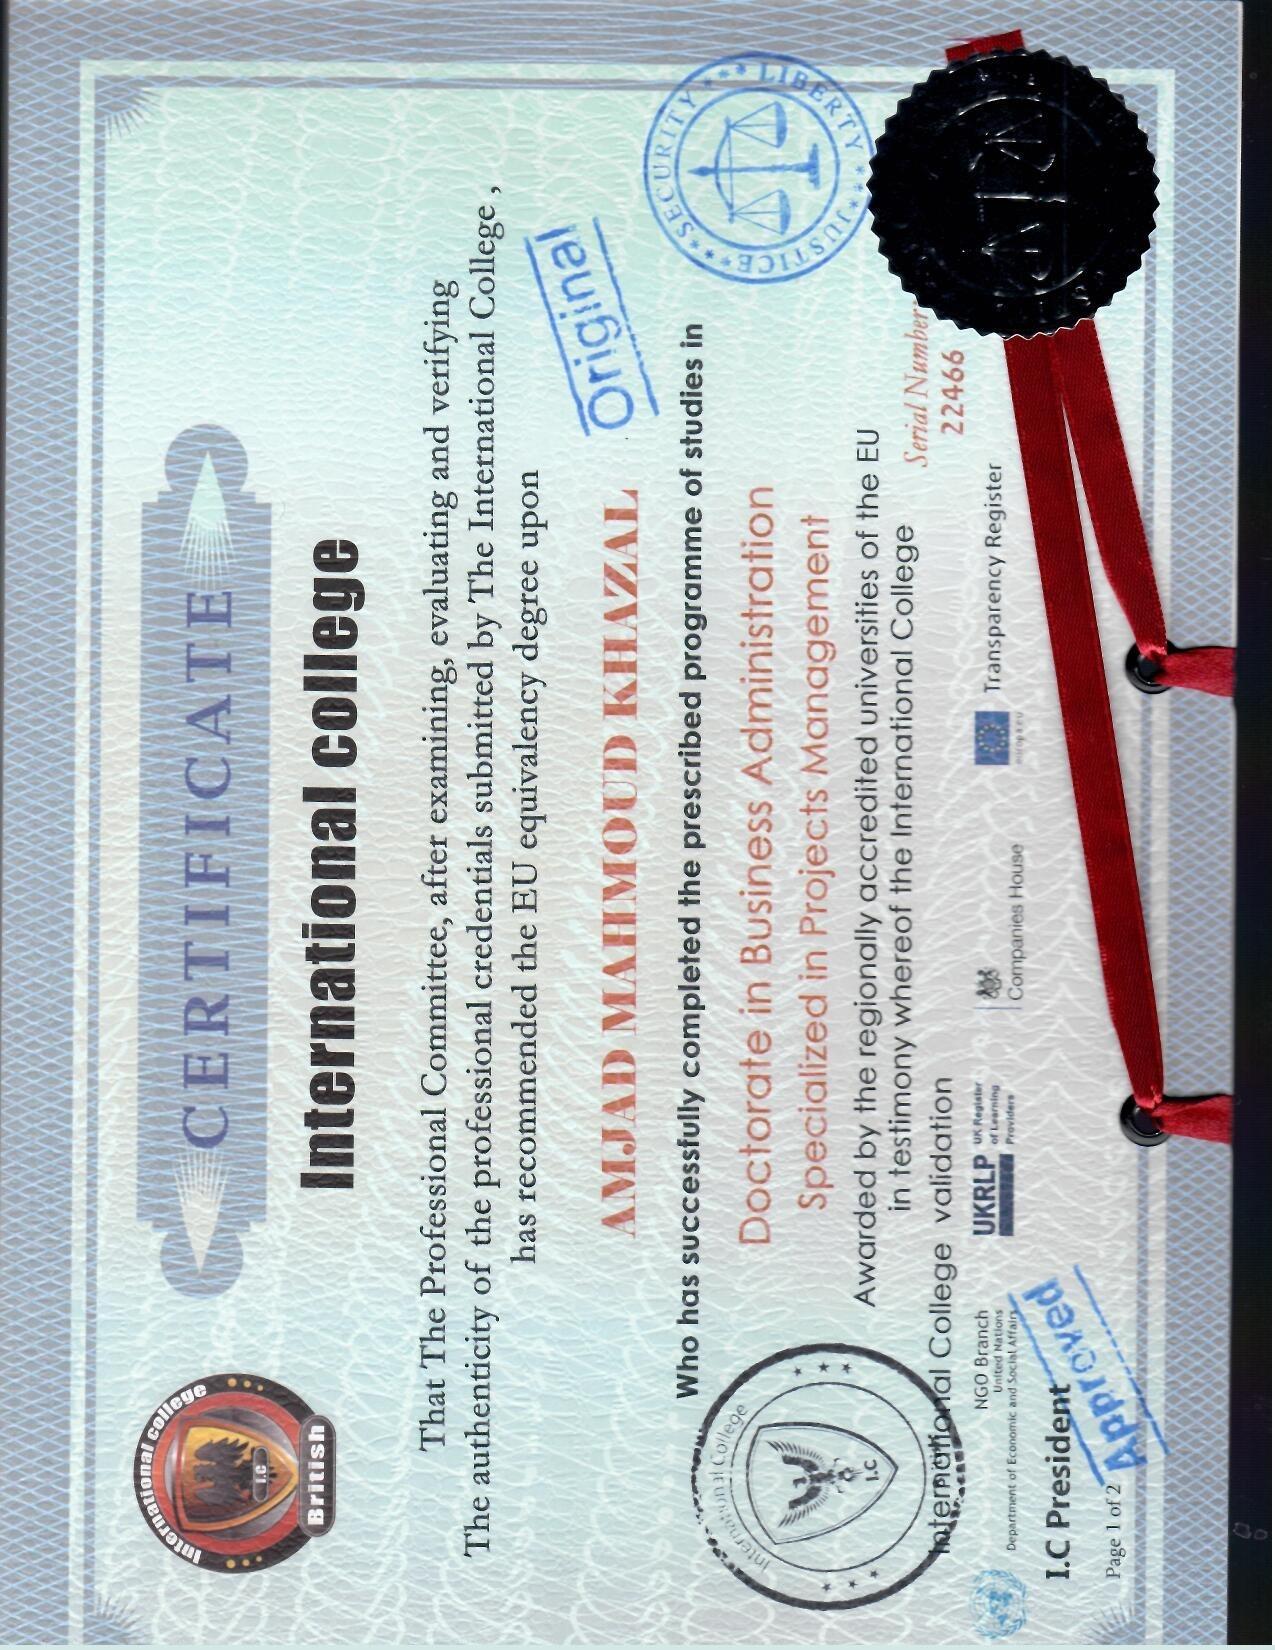 International college
I.C
British
CERTIFICATE
International college
That The Professional Committee, after examining, evaluating and verifying
The authenticity of the professional credentials submitted by The International College ,
has recommended the EU equivalency degree upon
Original
AMJAD MAHMOUD KHAZAL
Who has successfully completed the prescribed programme of studies in
SECURITY
LIBERTY
JUSTICE
International College
I.C
Doctorate in Business Administration
Specialized in Projects Management
Awarded by the regionally accredited universities of the EU
in testimony whereof the International College
Serial Number
22466
International College validation
NGO Branch
United Nations
Department of Economic and Social Affairs
UKRLP
UK Register
of Learning
Providers
Companies House
europa.eu
Transparency Register
I.C President
Approved
Page 1 of 2